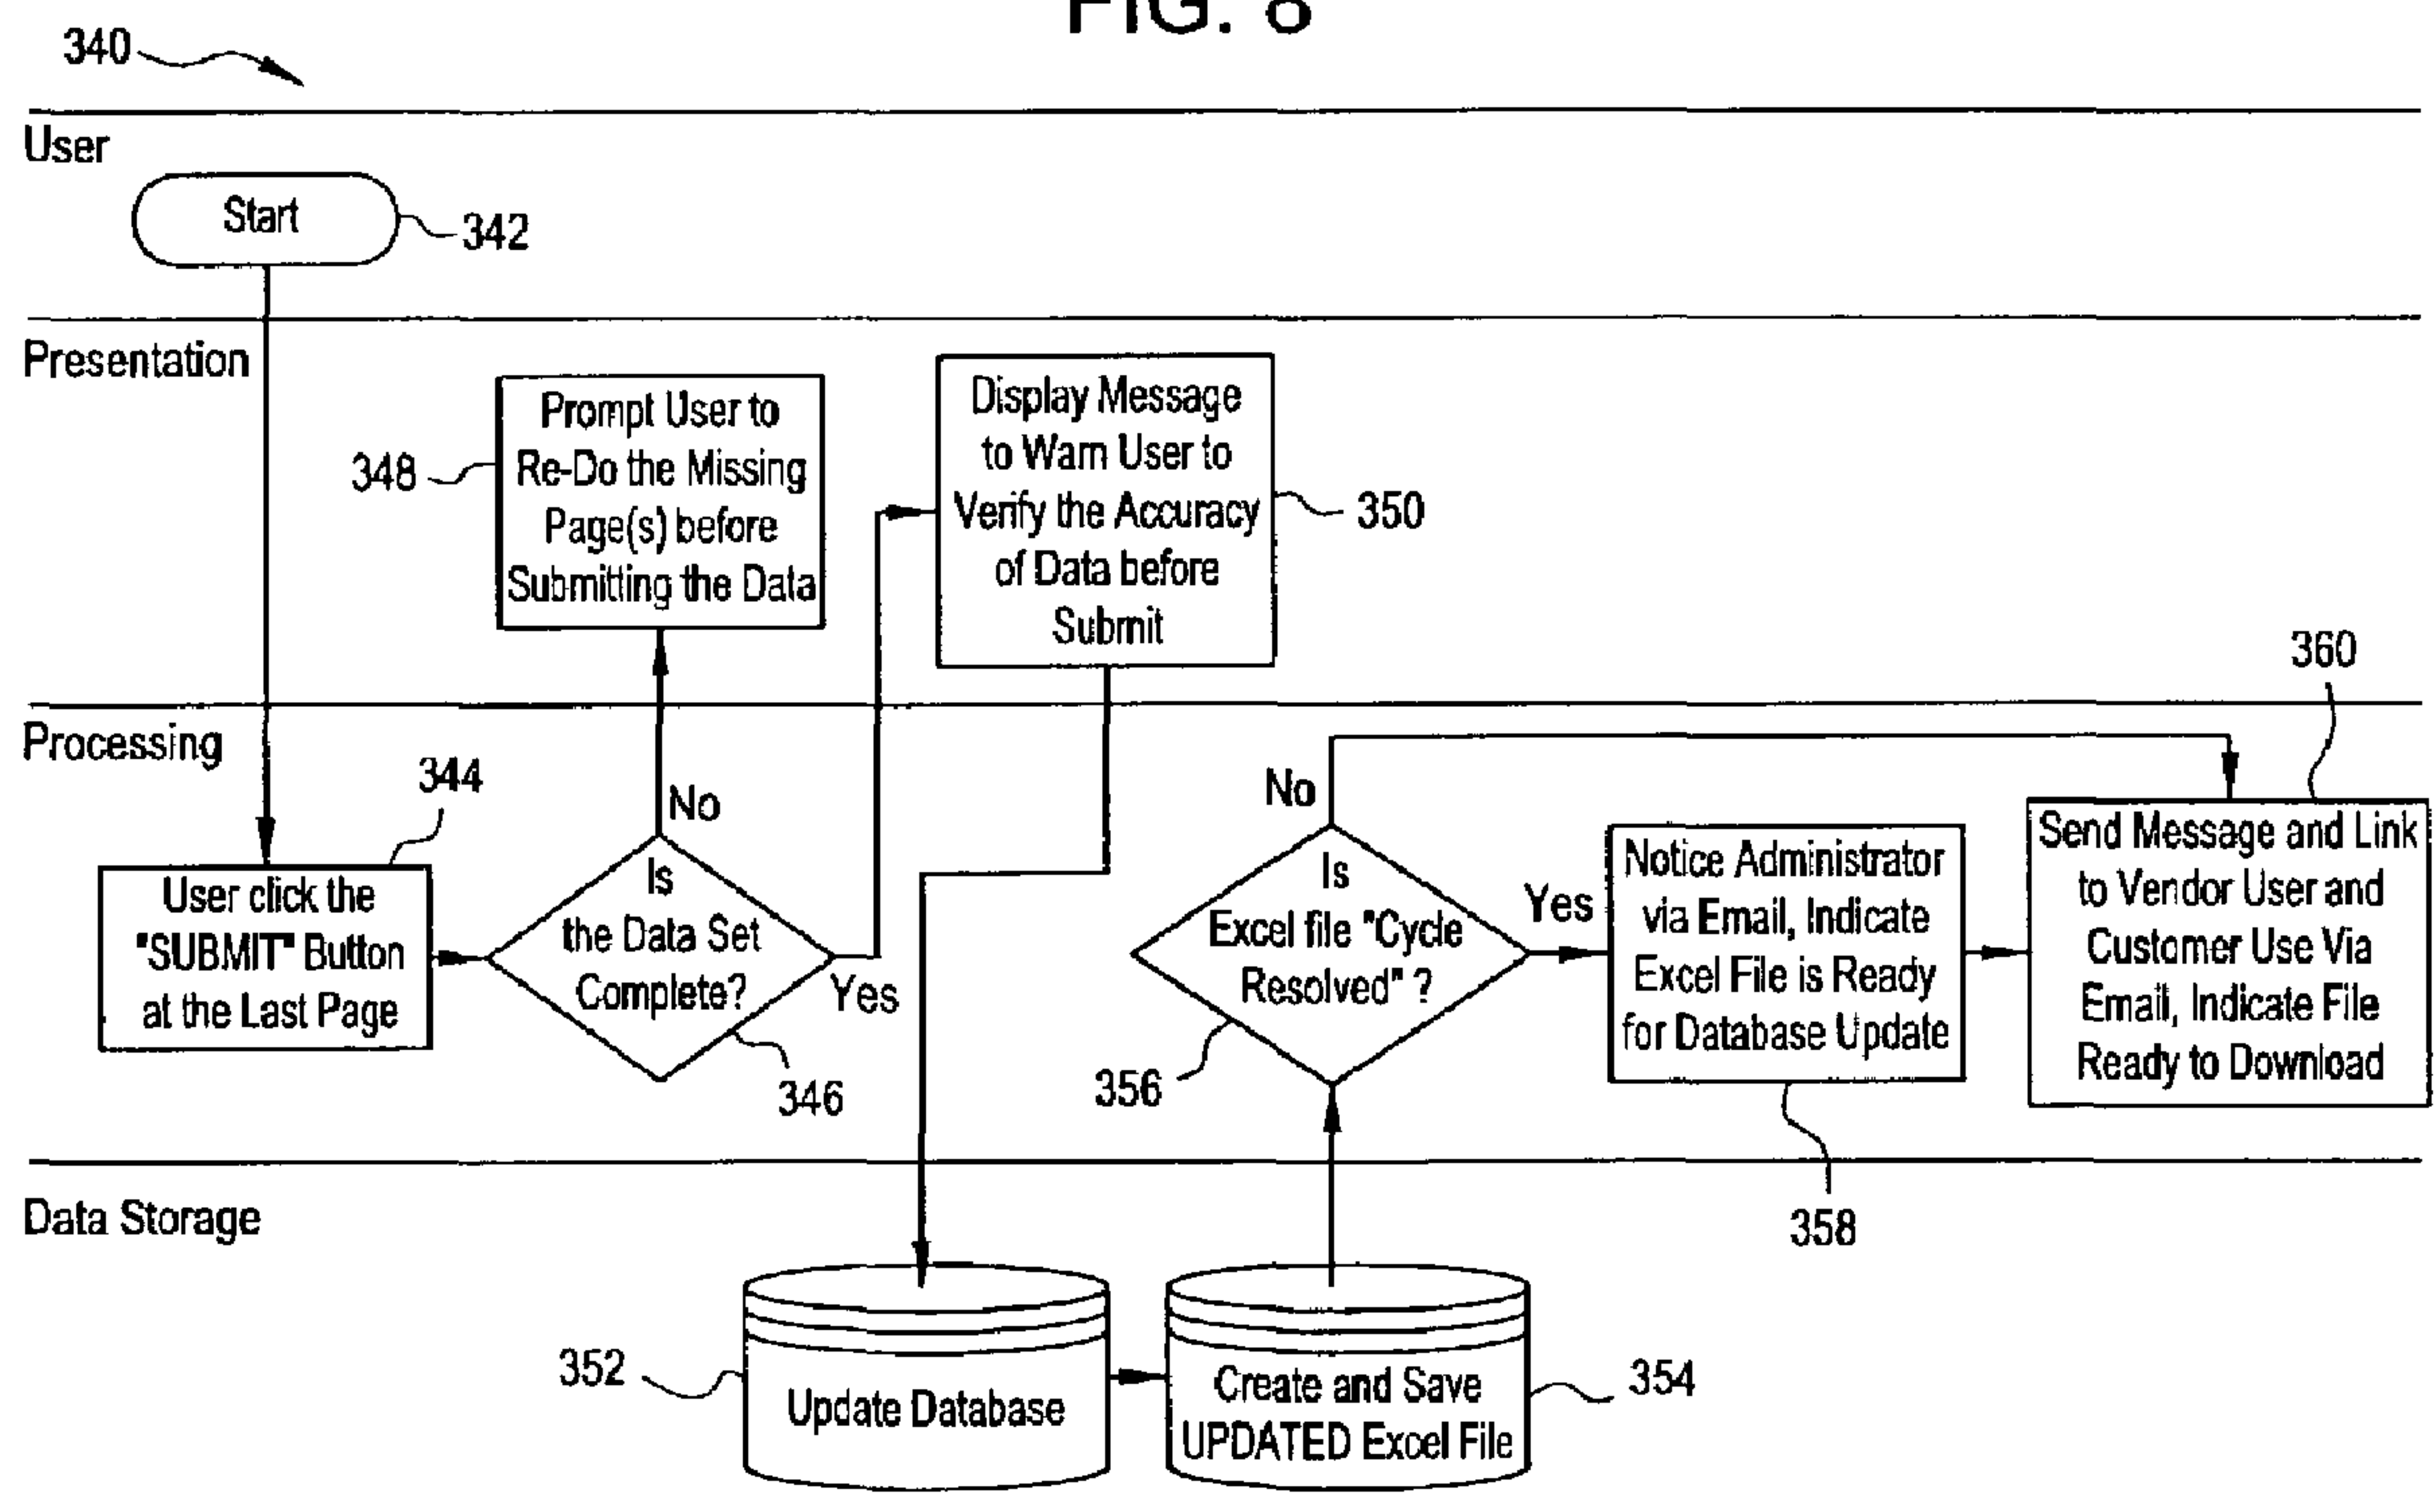 FIG. 8
340
User
Start
342
Presentation
348
Prompt User to
Re-Do the Missing
Page(s) before
Submitting the Data
Display Message
to Warn User to
Verify the Accuracy
of Data before
Submit
350
360
Processing
344
User click the
"SUBMIT" Button
at the Last Page
No
Is
the Data Set
Complete?
Yes
346
No
Is
Excel file "Cycle
Resolved" ?
356
Yes
Notice Administrator
via Email, Indicate
Excel File is Ready
for Database Update
358
Send Message and Link
to Vendor User and
Customer Use Via
Email, Indicate File
Ready to Download
Data Storage
352
Update Database
Create and Save
UPDATED Excel File
354